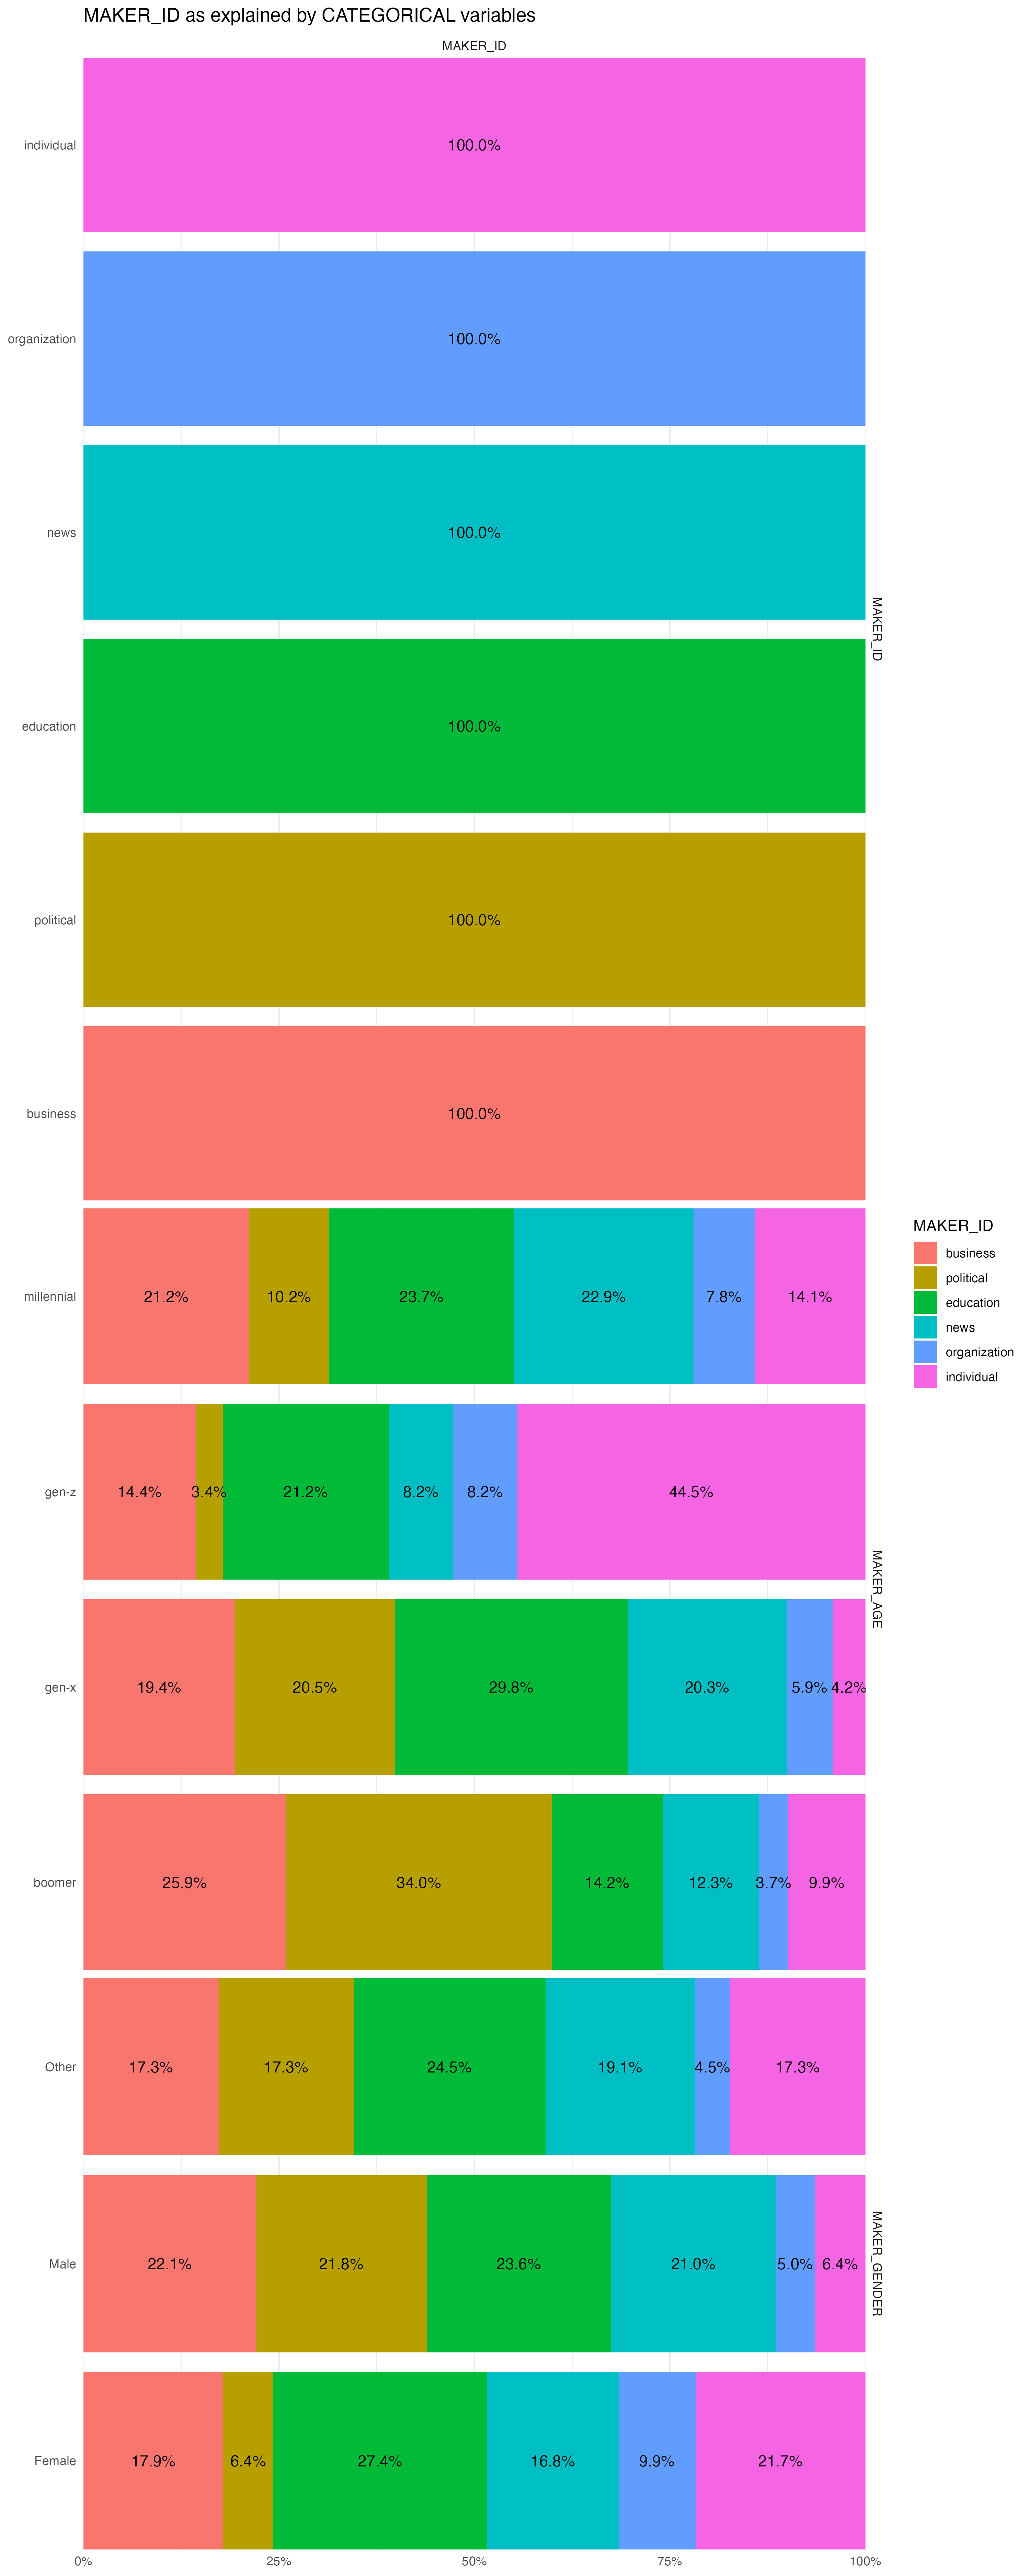 MAKER_ID as explained by CATEGORICAL variables
MAKER_ID
individual 100.0%
organization 100.0%
news 100.0%
MAKER_ID
education 100.0%
political 100.0%
business 100.0%
MAKER_ID
business
political
education
news
organization
individual
millennial 21.2% 10.2% 23.7% 22.9% 7.8% 14.1%
gen-z 14.4% 3.4% 21.2% 8.2% 8.2% 44.5%
MAKER_AGE
gen-x 19.4% 20.5% 29.8% 20.3% 5.9% 4.2%
boomer 25.9% 34.0% 14.2% 12.3% 3.7% 9.9%
Other 17.3% 17.3% 24.5% 19.1% 4.5% 17.3%
Male 22.1% 21.8% 23.6% 21.0% 5.0% 6.4%
MAKER_GENDER
Female 17.9% 6.4% 27.4% 16.8% 9.9% 21.7%
0% 25% 50% 75% 100%